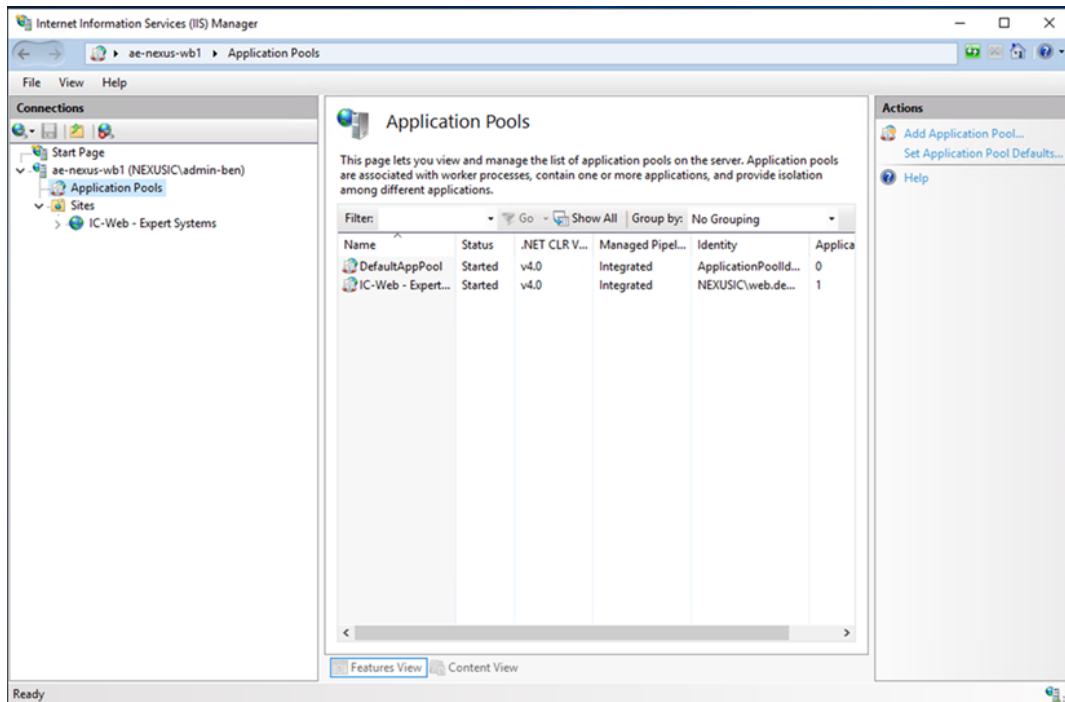 Internet Information Services (IIS) Manager
ae-nexus-wb1 Application Pools
File View Help
Connections
Start Page
ae-nexus-wb1 (NEXUSIC\admin-ben)
Application Pools
Sites
IC-Web - Expert Systems
Application Pools
This page lets you view and manage the list of application pools on the server. Application pools
are associated with worker processes, contain one or more applications, and provide isolation
among different applications.
Filter: Go Show All Group by: No Grouping
Name Status .NET CLR V... Managed Pipel... Identity Applica
DefaultAppPool Started v4.0 Integrated ApplicationPoolId... 0
IC-Web - Expert... Started v4.0 Integrated NEXUSIC\web.de... 1
Features View Content View
Actions
Add Application Pool...
Set Application Pool Defaults...
Help
Ready